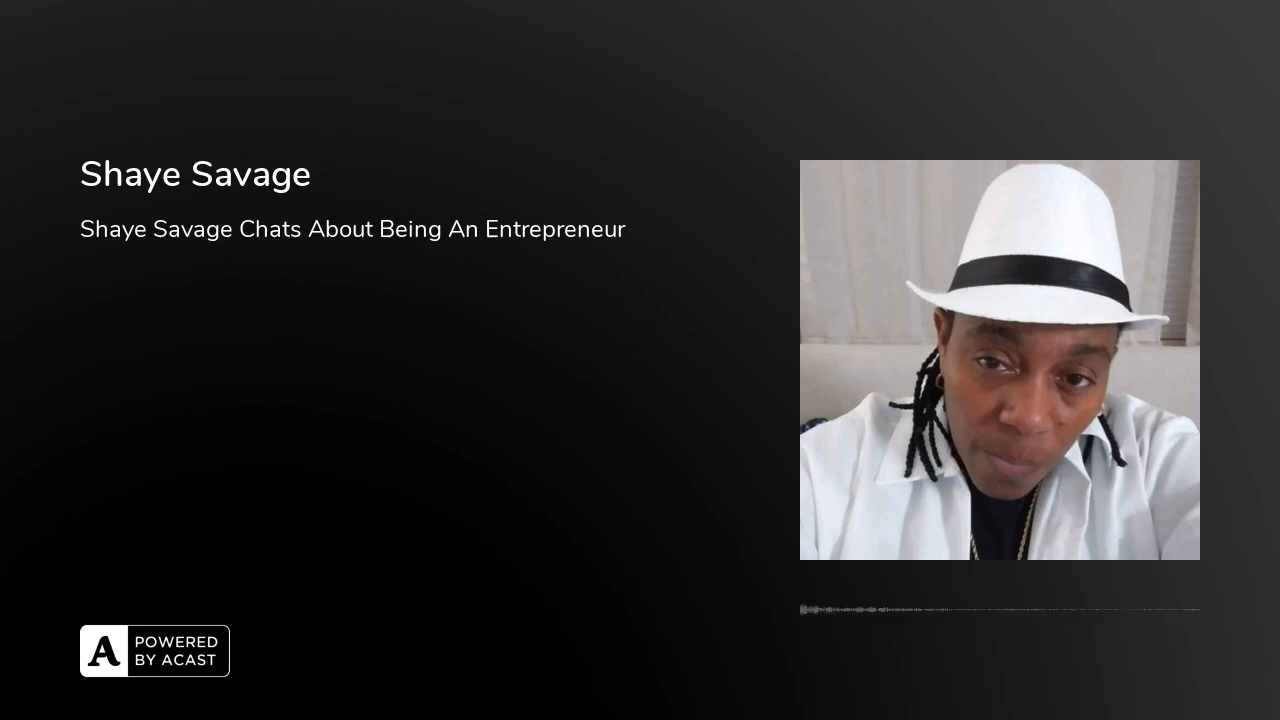 Shaye Savage
Shaye Savage Chats About Being An Entrepreneur
A
POWERED
BY ACAST